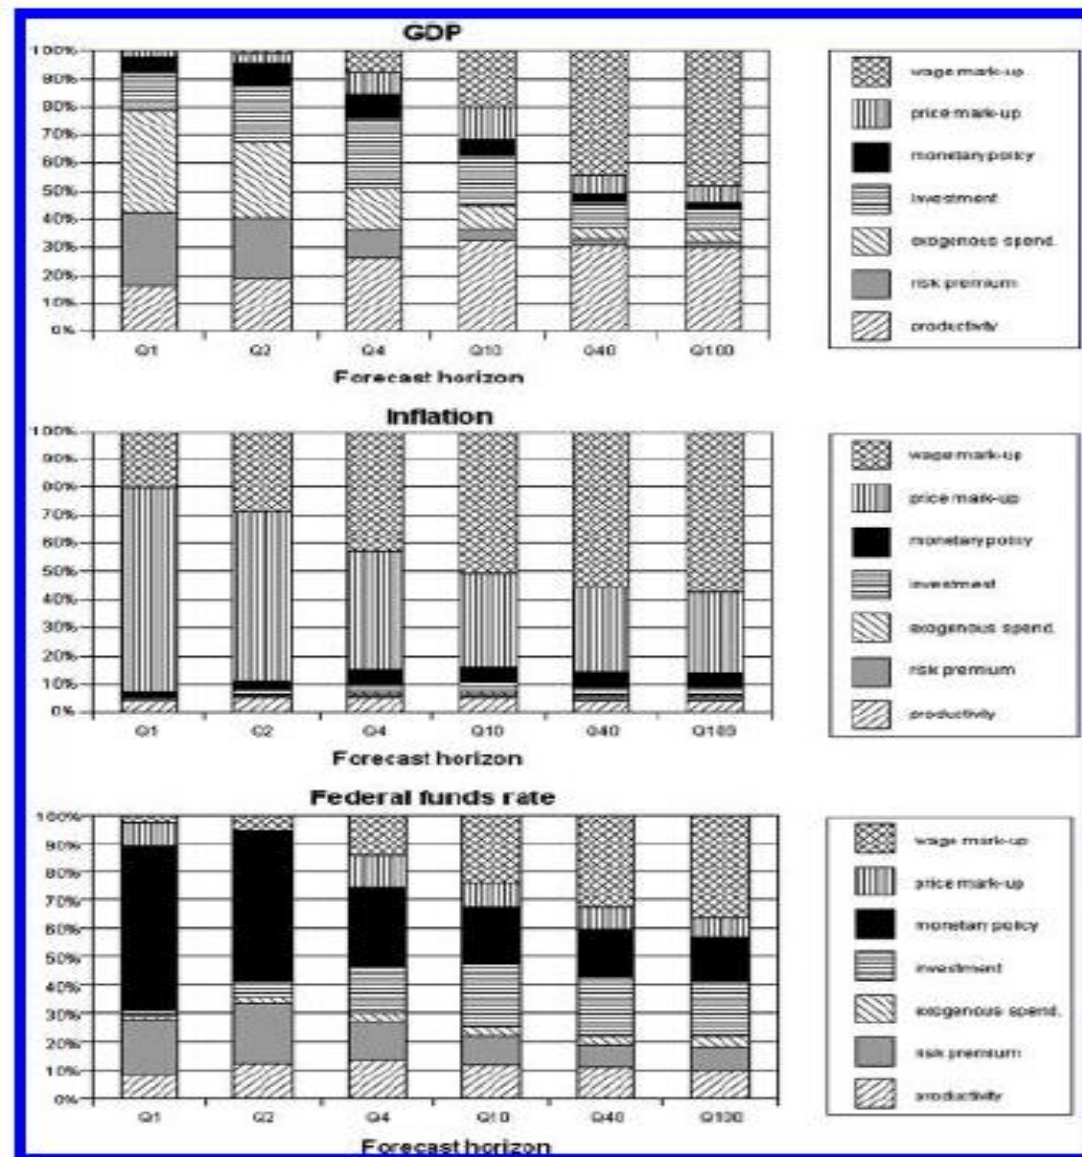 GDP
100%
90%
80%
70%
60%
50%
40%
30%
20%
10%
0%
Q1 Q2 Q4 Q10 Q40 Q100
Forecast horizon
wage mark-up
price mark-up
monetary policy
investment
exogenous spend.
risk premium
productivity
Inflation
100%
90%
80%
70%
60%
50%
40%
30%
20%
10%
0%
Q1 Q2 Q4 Q10 Q40 Q100
Forecast horizon
wage mark-up
price mark-up
monetary policy
investment
exogenous spend.
risk premium
productivity
Federal funds rate
100%
90%
80%
70%
60%
50%
40%
30%
20%
10%
0%
Q1 Q2 Q4 Q10 Q40 Q100
Forecast horizon
wage mark-up
price mark-up
monetary policy
investment
exogenous spend.
risk premium
productivity